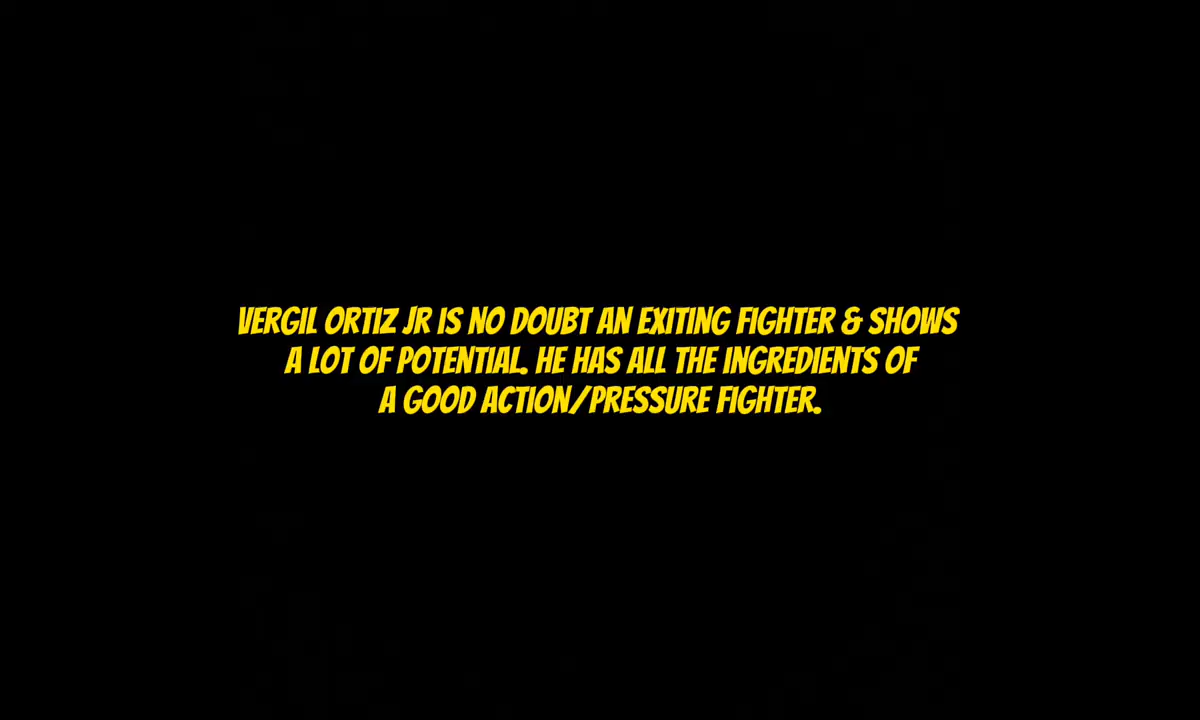 VERGIL ORTIZ JR IS NO DOUBT AN EXITING FIGHTER & SHOWS
A LOT OF POTENTIAL. HE HAS ALL THE INGREDIENTS OF
A GOOD ACTION/PRESSURE FIGHTER.